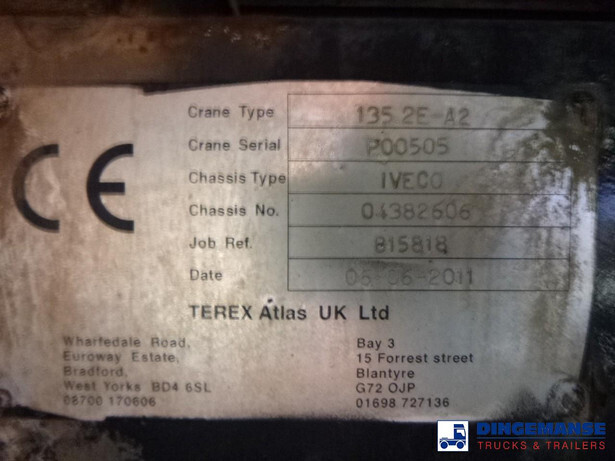 CE
Crane Type 135 2E-A2
Crane Serial P00505
Chassis Type IVECO
Chassis No. 04382606
Job Ref. 815818
Date 06-06-2011
TEREX Atlas UK Ltd
Wharfedale Road,
Euroway Estate,
Bradford,
West Yorks BD4 6SL
08700 170606
Bay 3
15 Forrest street
Blantyre
G72 OJP
01698 727136
DINGEMANSE
TRUCKS & TRAILERS